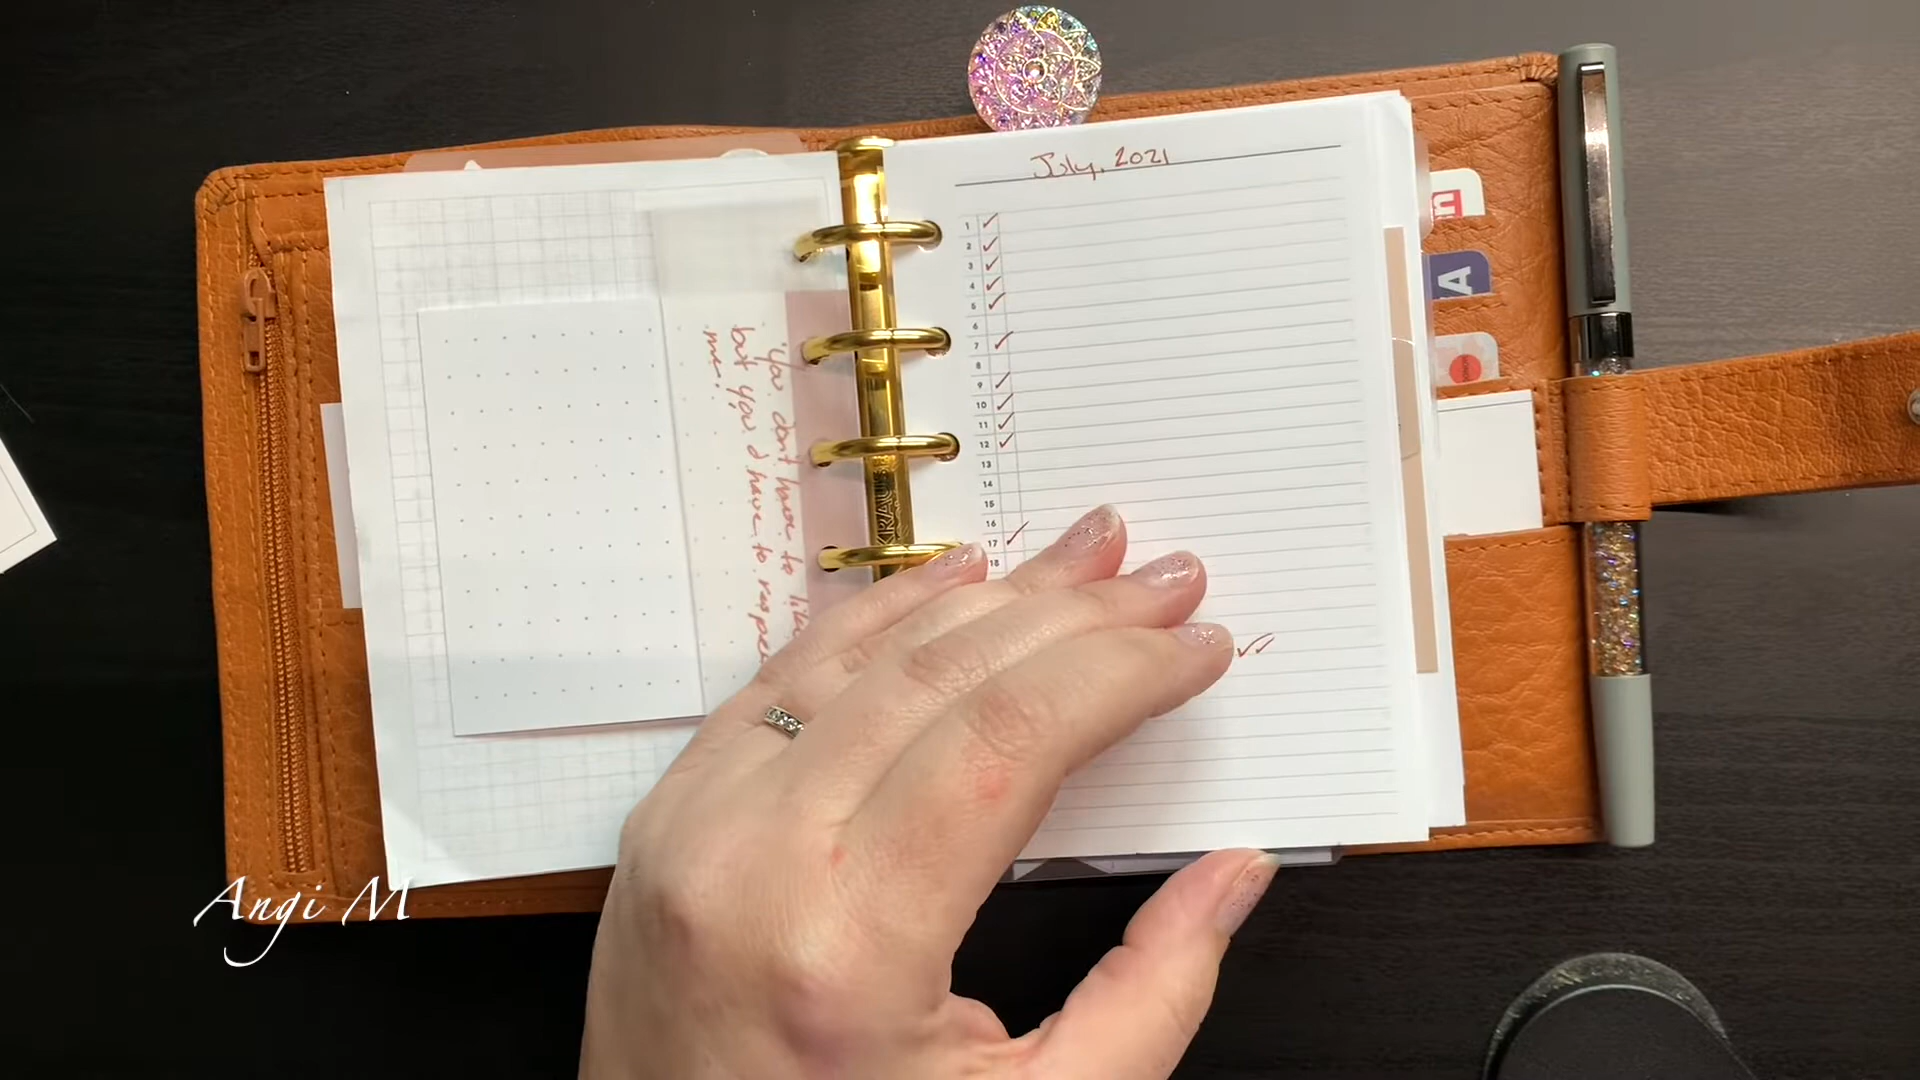 July, 2021
1 ✓
2 ✓
3 ✓
4 ✓
5 ✓
6
7 ✓
8
9 ✓
10 ✓
11 ✓
12 ✓
13
14
15
16
17 ✓
18
✓✓
"You don't have to like
but you'd have to respect
me."
KRAUSE
n
A
Angi M